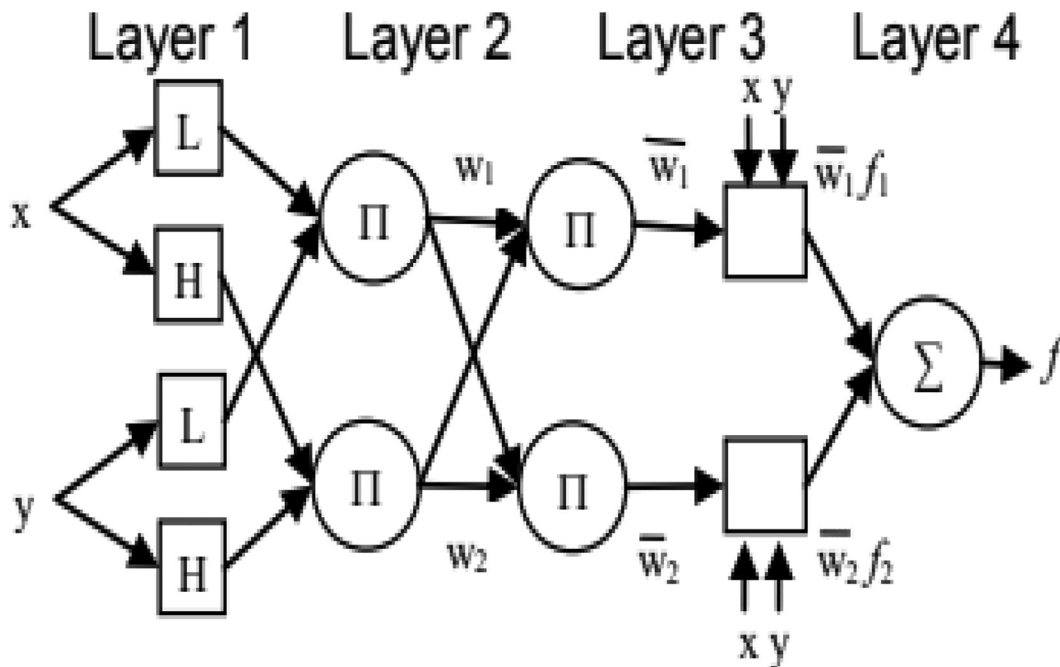 Layer 1 Layer 2 Layer 3 Layer 4
x y
L w₁ w̅₁ w̅₁f₁
x Π Π
H
Σ f
L
y Π Π
H w₂ w̅₂ w̅₂f₂
x y